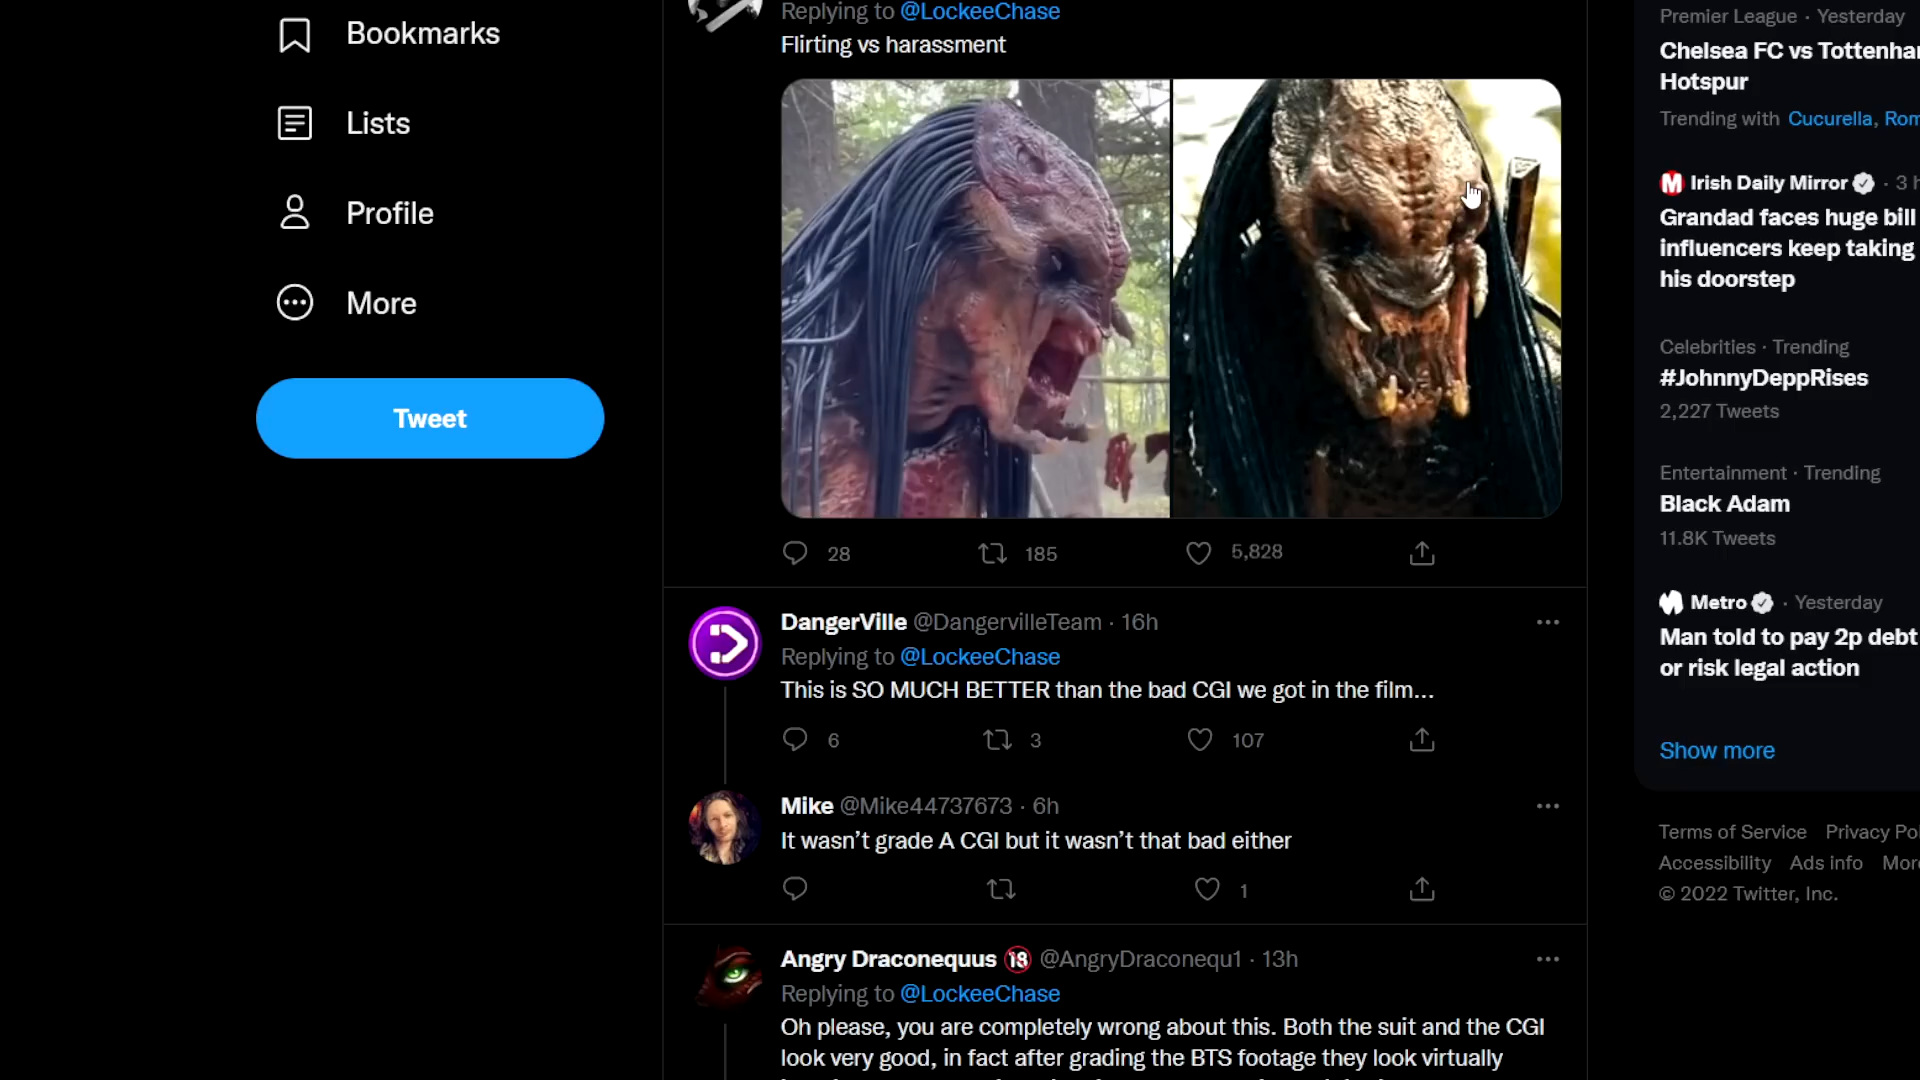 Bookmarks
Lists
Profile
More
Tweet
Replying to @LockeeChase
Flirting vs harassment
28
185
5,828
DangerVille @DangervilleTeam · 16h
Replying to @LockeeChase
This is SO MUCH BETTER than the bad CGI we got in the film...
6
3
107
Mike @Mike44737673 · 6h
It wasn't grade A CGI but it wasn't that bad either
1
Angry Draconequus 🔞 @AngryDraconequ1 · 13h
Replying to @LockeeChase
Oh please, you are completely wrong about this. Both the suit and the CGI
look very good, in fact after grading the BTS footage they look virtually
Premier League · Yesterday
Chelsea FC vs Tottenha
Hotspur
Trending with Cucurella, Rom
Irish Daily Mirror · 3 h
Grandad faces huge bill
influencers keep taking
his doorstep
Celebrities · Trending
#JohnnyDeppRises
2,227 Tweets
Entertainment · Trending
Black Adam
11.8K Tweets
Metro · Yesterday
Man told to pay 2p debt
or risk legal action
Show more
Terms of Service Privacy Pol
Accessibility Ads info More
© 2022 Twitter, Inc.